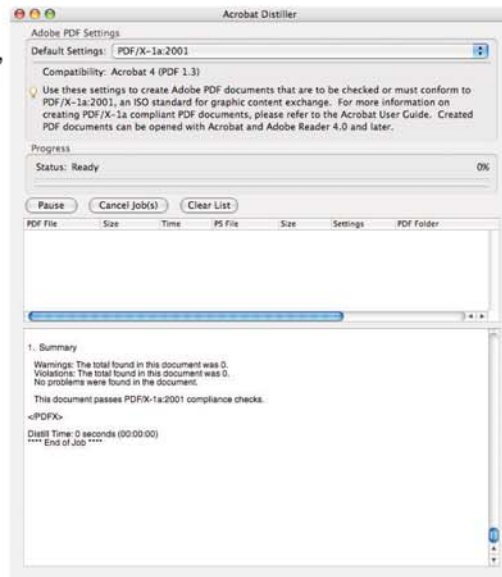 Acrobat Distiller
Adobe PDF Settings
Default Settings: PDF/X-1a:2001
Compatibility: Acrobat 4 (PDF 1.3)
Use these settings to create Adobe PDF documents that are to be checked or must conform to
PDF/X-1a:2001, an ISO standard for graphic content exchange. For more information on
creating PDF/X-1a compliant PDF documents, please refer to the Acrobat User Guide. Created
PDF documents can be opened with Acrobat and Adobe Reader 4.0 and later.
Progress
Status: Ready 0%
Pause Cancel Job(s) Clear List
PDF File Size Time PS File Size Settings PDF Folder
1. Summary
Warnings: The total found in this document was 0.
Violations: The total found in this document was 0.
No problems were found in the document.
This document passes PDF/X-1a:2001 compliance checks.
</PDFX>
Distill Time: 0 seconds (00:00:00)
**** End of Job ****